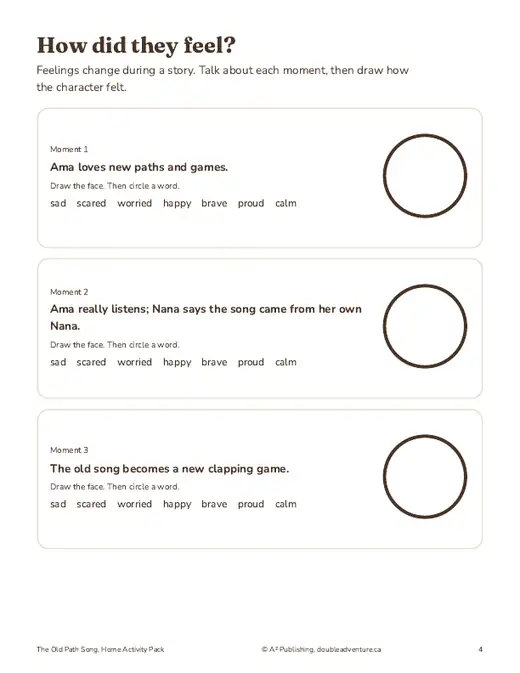 How did they feel?
Feelings change during a story. Talk about each moment, then draw how
the character felt.
Moment 1
Ama loves new paths and games.
Draw the face. Then circle a word.
sad scared worried happy brave proud calm
Moment 2
Ama really listens; Nana says the song came from her own
Nana.
Draw the face. Then circle a word.
sad scared worried happy brave proud calm
Moment 3
The old song becomes a new clapping game.
Draw the face. Then circle a word.
sad scared worried happy brave proud calm
The Old Path Song, Home Activity Pack © A² Publishing, doubleadventure.ca 4